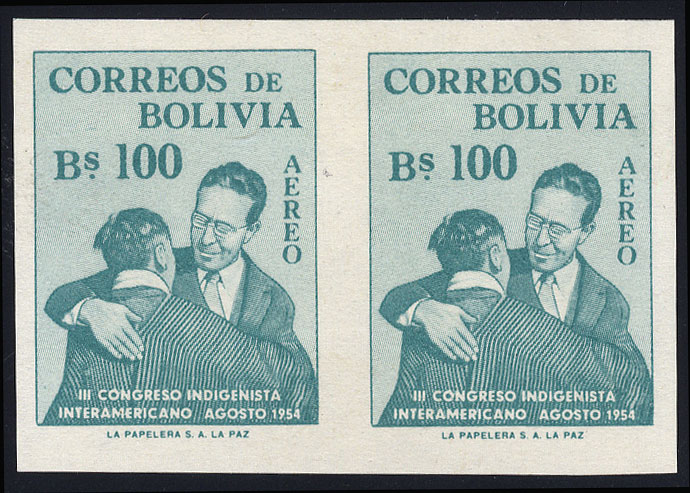 CORREOS DE
BOLIVIA
Bs. 100
AEREO
III CONGRESO INDIGENISTA
INTERAMERICANO AGOSTO 1954
LA PAPELERA S. A. LA PAZ
CORREOS DE
BOLIVIA
Bs. 100
AEREO
III CONGRESO INDIGENISTA
INTERAMERICANO AGOSTO 1954
LA PAPELERA S. A. LA PAZ